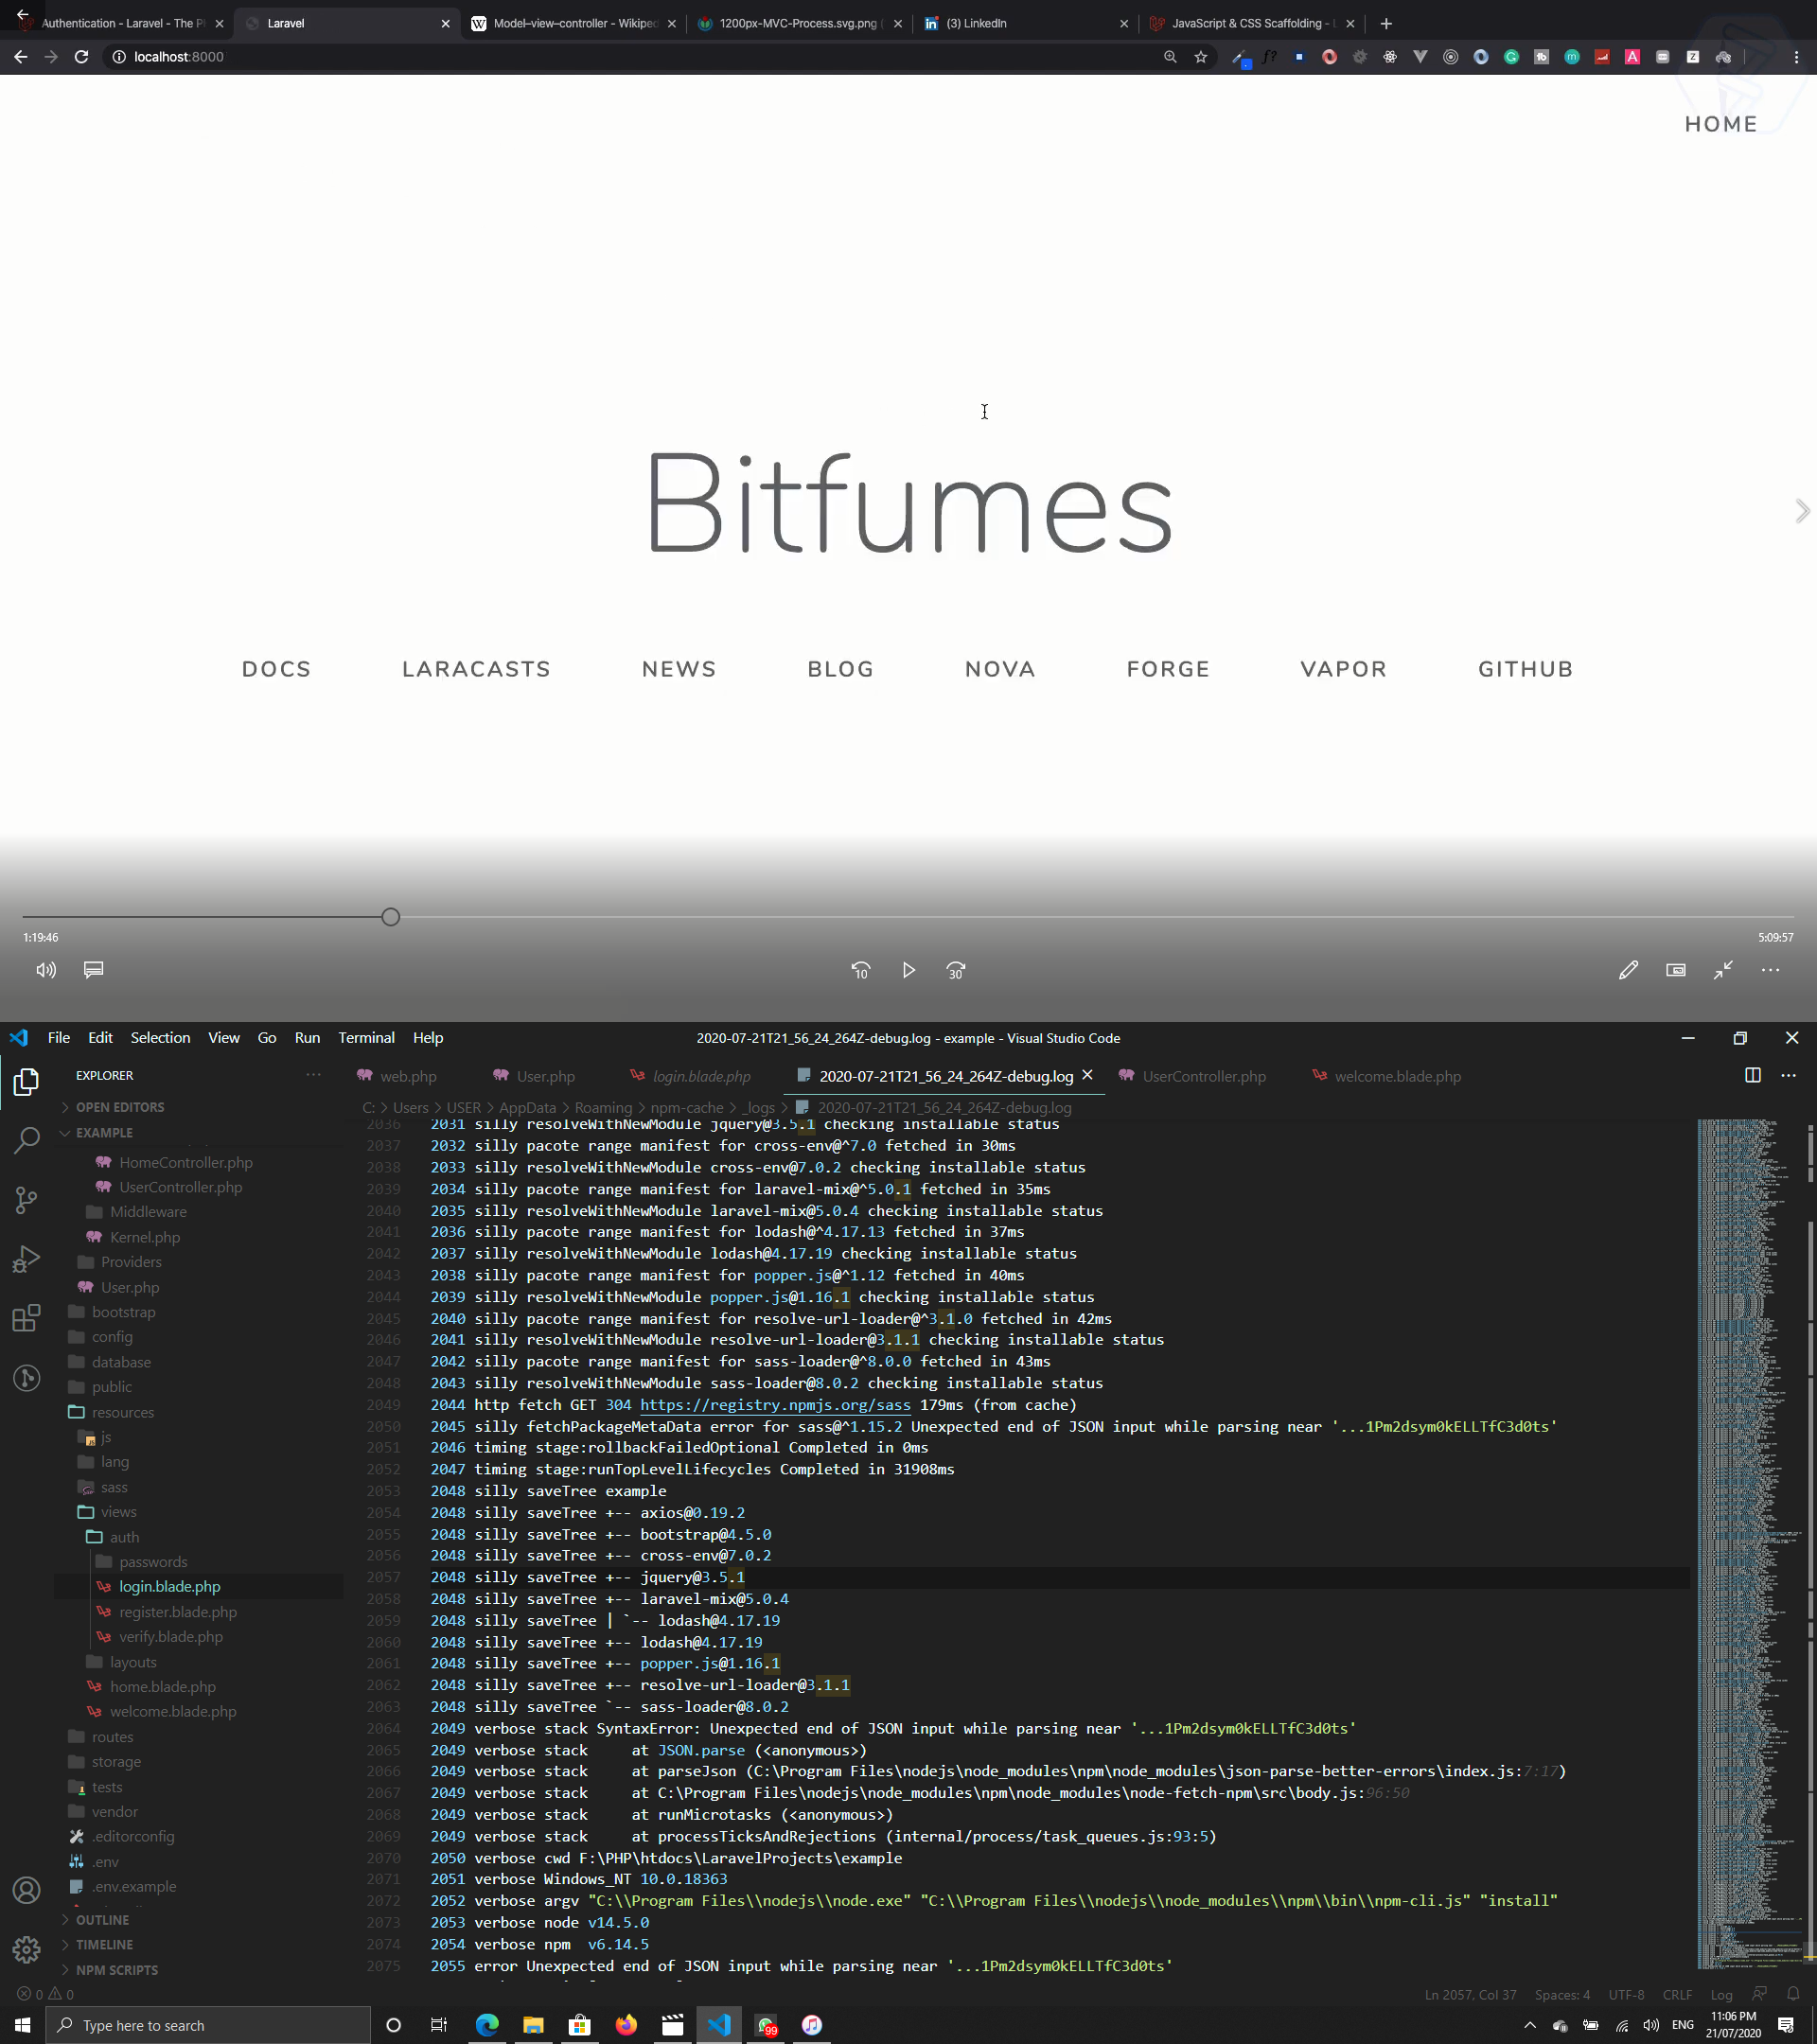 Authentication - Laravel - The P
Laravel
Model–view–controller - Wikiped
1200px-MVC-Process.svg.png (
(3) LinkedIn
JavaScript & CSS Scaffolding - L
localhost:8000
HOME
Bitfumes
DOCS LARACASTS NEWS BLOG NOVA FORGE VAPOR GITHUB
1:19:46
5:09:57
10
30
File Edit Selection View Go Run Terminal Help
2020-07-21T21_56_24_264Z-debug.log - example - Visual Studio Code
EXPLORER
web.php
User.php
login.blade.php
2020-07-21T21_56_24_264Z-debug.log
UserController.php
welcome.blade.php
OPEN EDITORS
EXAMPLE
HomeController.php
UserController.php
Middleware
Kernel.php
Providers
User.php
bootstrap
config
database
public
resources
js
lang
sass
views
auth
passwords
login.blade.php
register.blade.php
verify.blade.php
layouts
home.blade.php
welcome.blade.php
routes
storage
tests
vendor
.editorconfig
.env
.env.example
OUTLINE
TIMELINE
NPM SCRIPTS
C: > Users > USER > AppData > Roaming > npm-cache > _logs > 2020-07-21T21_56_24_264Z-debug.log
2036 2031 silly resolveWithNewModule jquery@3.5.1 checking installable status
2037 2032 silly pacote range manifest for cross-env@^7.0 fetched in 30ms
2038 2033 silly resolveWithNewModule cross-env@7.0.2 checking installable status
2039 2034 silly pacote range manifest for laravel-mix@^5.0.1 fetched in 35ms
2040 2035 silly resolveWithNewModule laravel-mix@5.0.4 checking installable status
2041 2036 silly pacote range manifest for lodash@^4.17.13 fetched in 37ms
2042 2037 silly resolveWithNewModule lodash@4.17.19 checking installable status
2043 2038 silly pacote range manifest for popper.js@^1.12 fetched in 40ms
2044 2039 silly resolveWithNewModule popper.js@1.16.1 checking installable status
2045 2040 silly pacote range manifest for resolve-url-loader@^3.1.0 fetched in 42ms
2046 2041 silly resolveWithNewModule resolve-url-loader@3.1.1 checking installable status
2047 2042 silly pacote range manifest for sass-loader@^8.0.0 fetched in 43ms
2048 2043 silly resolveWithNewModule sass-loader@8.0.2 checking installable status
2049 2044 http fetch GET 304 https://registry.npmjs.org/sass 179ms (from cache)
2050 2045 silly fetchPackageMetaData error for sass@^1.15.2 Unexpected end of JSON input while parsing near '...1Pm2dsym0kELLTfC3d0ts'
2051 2046 timing stage:rollbackFailedOptional Completed in 0ms
2052 2047 timing stage:runTopLevelLifecycles Completed in 31908ms
2053 2048 silly saveTree example
2054 2048 silly saveTree +-- axios@0.19.2
2055 2048 silly saveTree +-- bootstrap@4.5.0
2056 2048 silly saveTree +-- cross-env@7.0.2
2057 2048 silly saveTree +-- jquery@3.5.1
2058 2048 silly saveTree +-- laravel-mix@5.0.4
2059 2048 silly saveTree | `-- lodash@4.17.19
2060 2048 silly saveTree +-- lodash@4.17.19
2061 2048 silly saveTree +-- popper.js@1.16.1
2062 2048 silly saveTree +-- resolve-url-loader@3.1.1
2063 2048 silly saveTree `-- sass-loader@8.0.2
2064 2049 verbose stack SyntaxError: Unexpected end of JSON input while parsing near '...1Pm2dsym0kELLTfC3d0ts'
2065 2049 verbose stack at JSON.parse (<anonymous>)
2066 2049 verbose stack at parseJson (C:\Program Files\nodejs\node_modules\npm\node_modules\json-parse-better-errors\index.js:7:17)
2067 2049 verbose stack at C:\Program Files\nodejs\node_modules\npm\node_modules\node-fetch-npm\src\body.js:96:50
2068 2049 verbose stack at runMicrotasks (<anonymous>)
2069 2049 verbose stack at processTicksAndRejections (internal/process/task_queues.js:93:5)
2070 2050 verbose cwd F:\PHP\htdocs\LaravelProjects\example
2071 2051 verbose Windows_NT 10.0.18363
2072 2052 verbose argv "C:\\Program Files\\nodejs\\node.exe" "C:\\Program Files\\nodejs\\node_modules\\npm\\bin\\npm-cli.js" "install"
2073 2053 verbose node v14.5.0
2074 2054 verbose npm v6.14.5
2075 2055 error Unexpected end of JSON input while parsing near '...1Pm2dsym0kELLTfC3d0ts'
0 0
Ln 2057, Col 37 Spaces: 4 UTF-8 CRLF Log
Type here to search
99
ENG
11:06 PM
21/07/2020